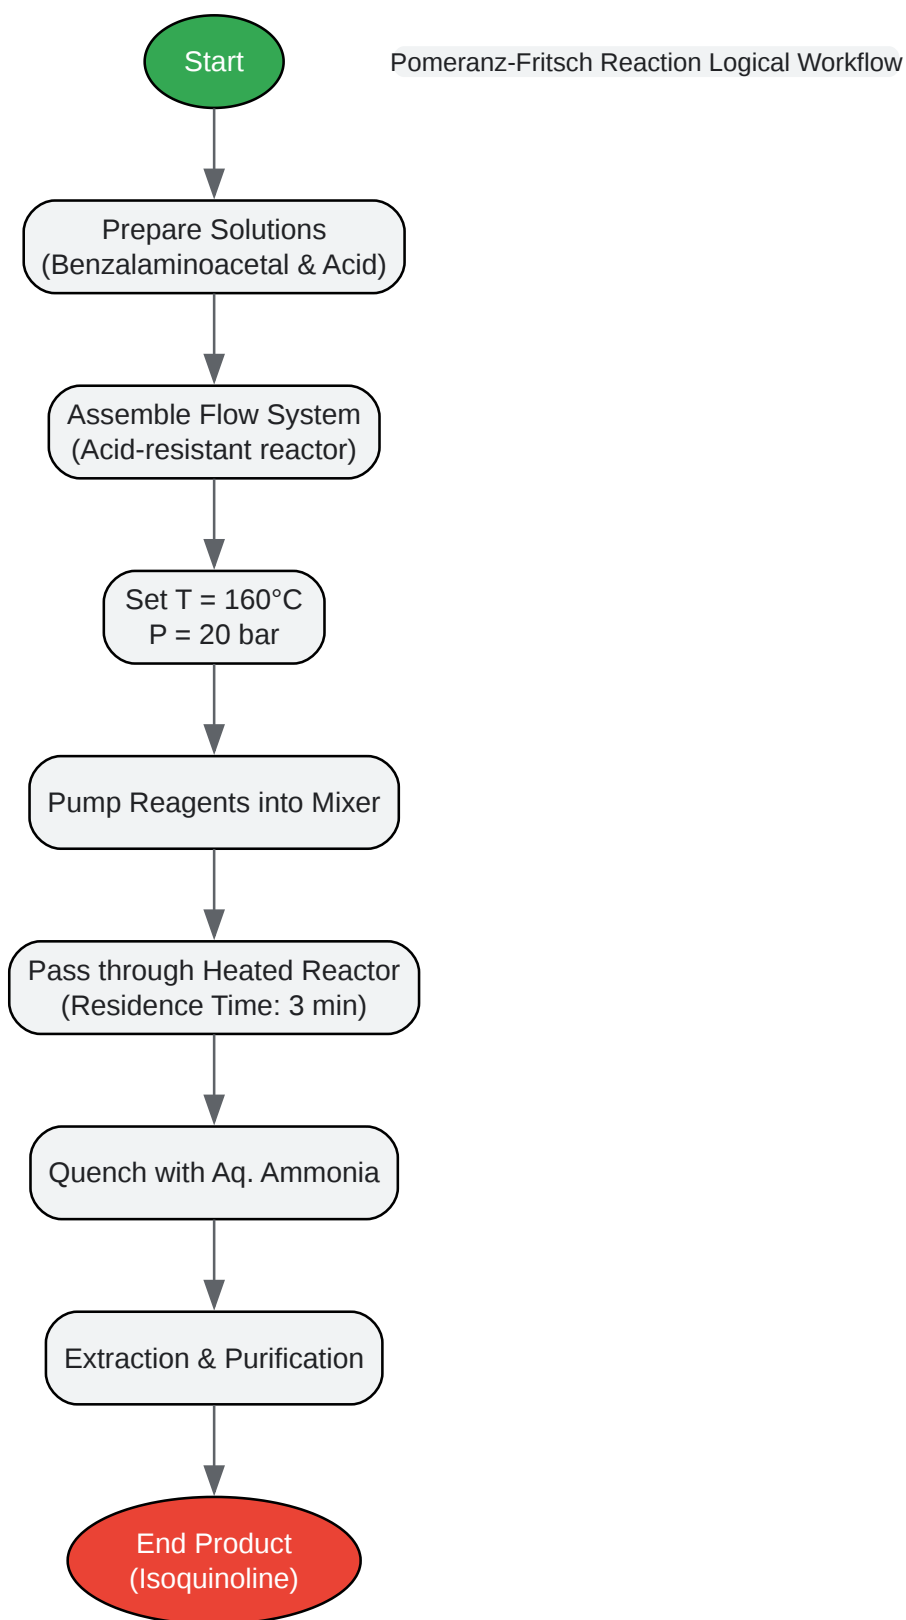 Start
Pomeranz-Fritsch Reaction Logical Workflow
Prepare Solutions
(Benzalaminoacetal & Acid)
Assemble Flow System
(Acid-resistant reactor)
Set T = 160°C
P = 20 bar
Pump Reagents into Mixer
Pass through Heated Reactor
(Residence Time: 3 min)
Quench with Aq. Ammonia
Extraction & Purification
End Product
(Isoquinoline)